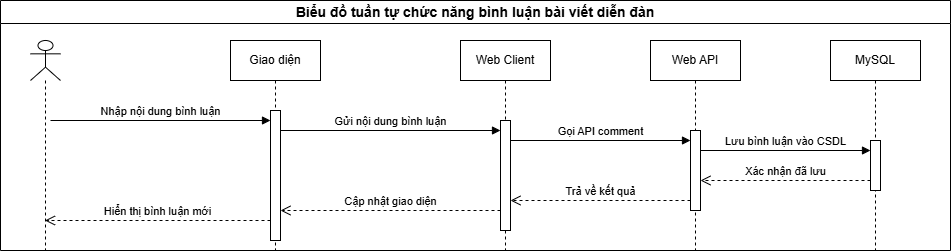 Biểu đồ tuần tự chức năng bình luận bài viết diễn đàn
Giao diện
Web Client
Web API
MySQL
Nhập nội dung bình luận
Gửi nội dung bình luận
Gọi API comment
Lưu bình luận vào CSDL
Xác nhận đã lưu
Trả về kết quả
Cập nhật giao diện
Hiển thị bình luận mới